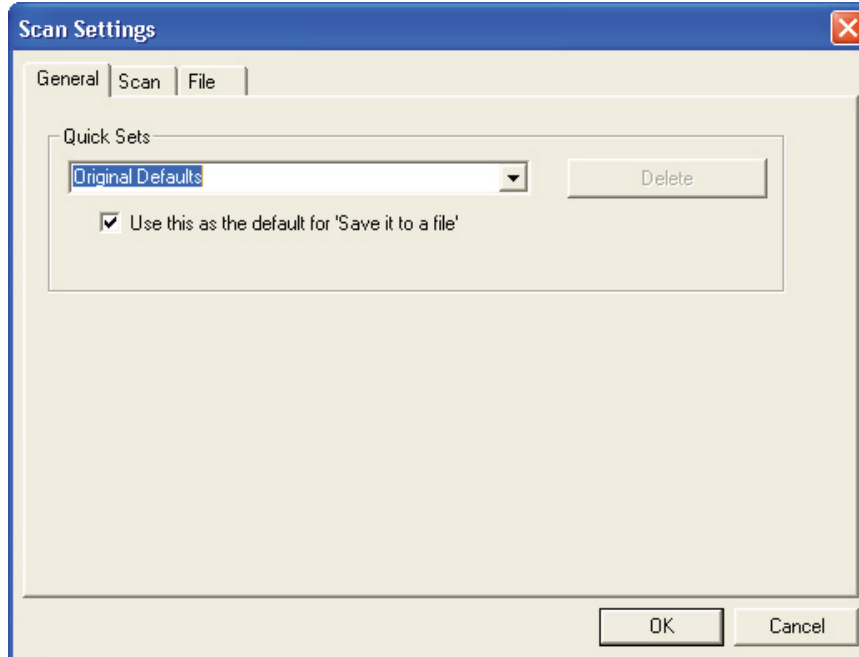 Scan Settings
General Scan File
Quick Sets
Original Defaults
Delete
Use this as the default for 'Save it to a file'
OK Cancel